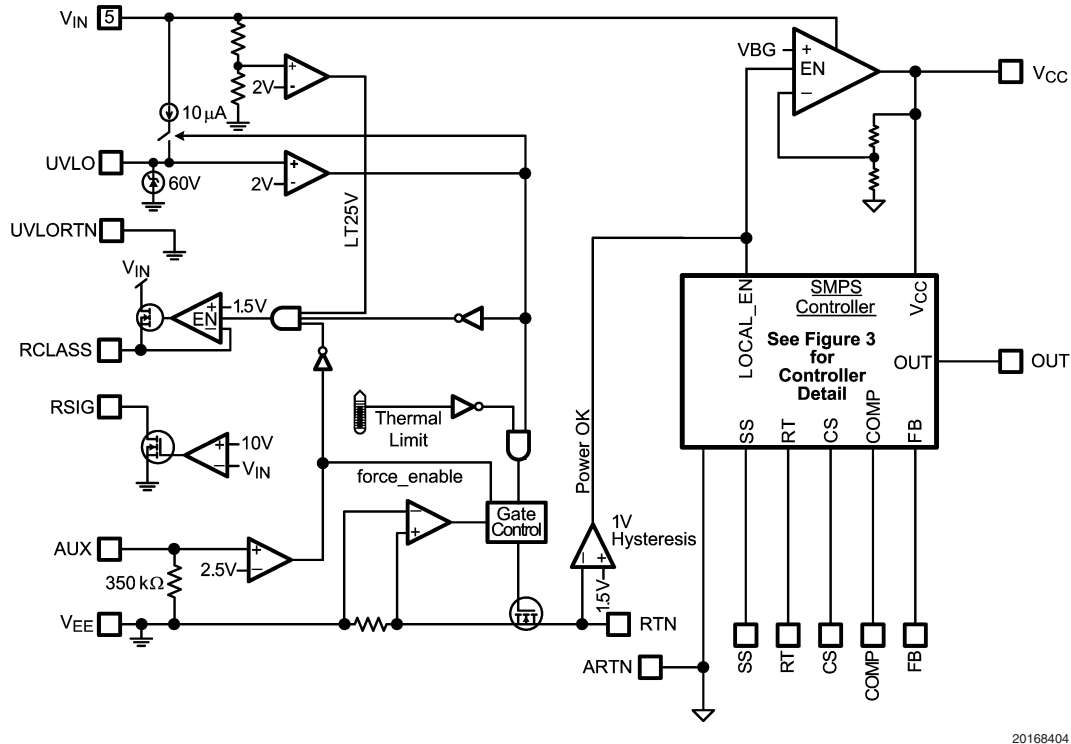 VIN 5
VBG
+
EN
−
VCC
+
2V
-
10 μA
UVLO
+
2V
-
60V
LT25V
UVLORTN
VIN
+
1.5V
EN
−
RCLASS
LOCAL_EN
SMPS
Controller
VCC
See Figure 3
for
Controller
Detail
OUT
OUT
RSIG
+
10V
−
VIN
Thermal
Limit
Power OK
SS
RT
CS
COMP
FB
force_enable
Gate
Control
−
+
1V
Hysteresis
−
+
1.5V
AUX
+
2.5V
−
350 kΩ
VEE
RTN
ARTN
SS
RT
CS
COMP
FB
20168404